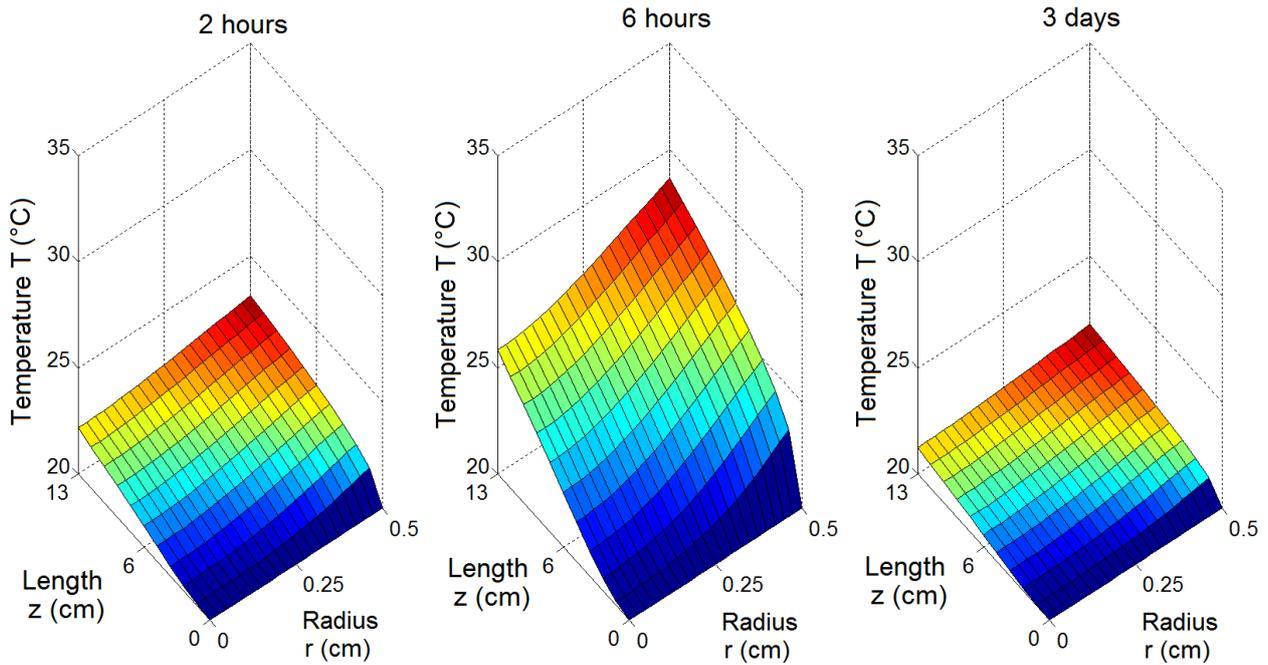 2 hours
35
30
25
20
Temperature T (°C)
13
6
0
Length
z (cm)
0
0.25
0.5
Radius
r (cm)
6 hours
35
30
25
20
Temperature T (°C)
13
6
0
Length
z (cm)
0
0.25
0.5
Radius
r (cm)
3 days
35
30
25
20
Temperature T (°C)
13
6
0
Length
z (cm)
0
0.25
0.5
Radius
r (cm)